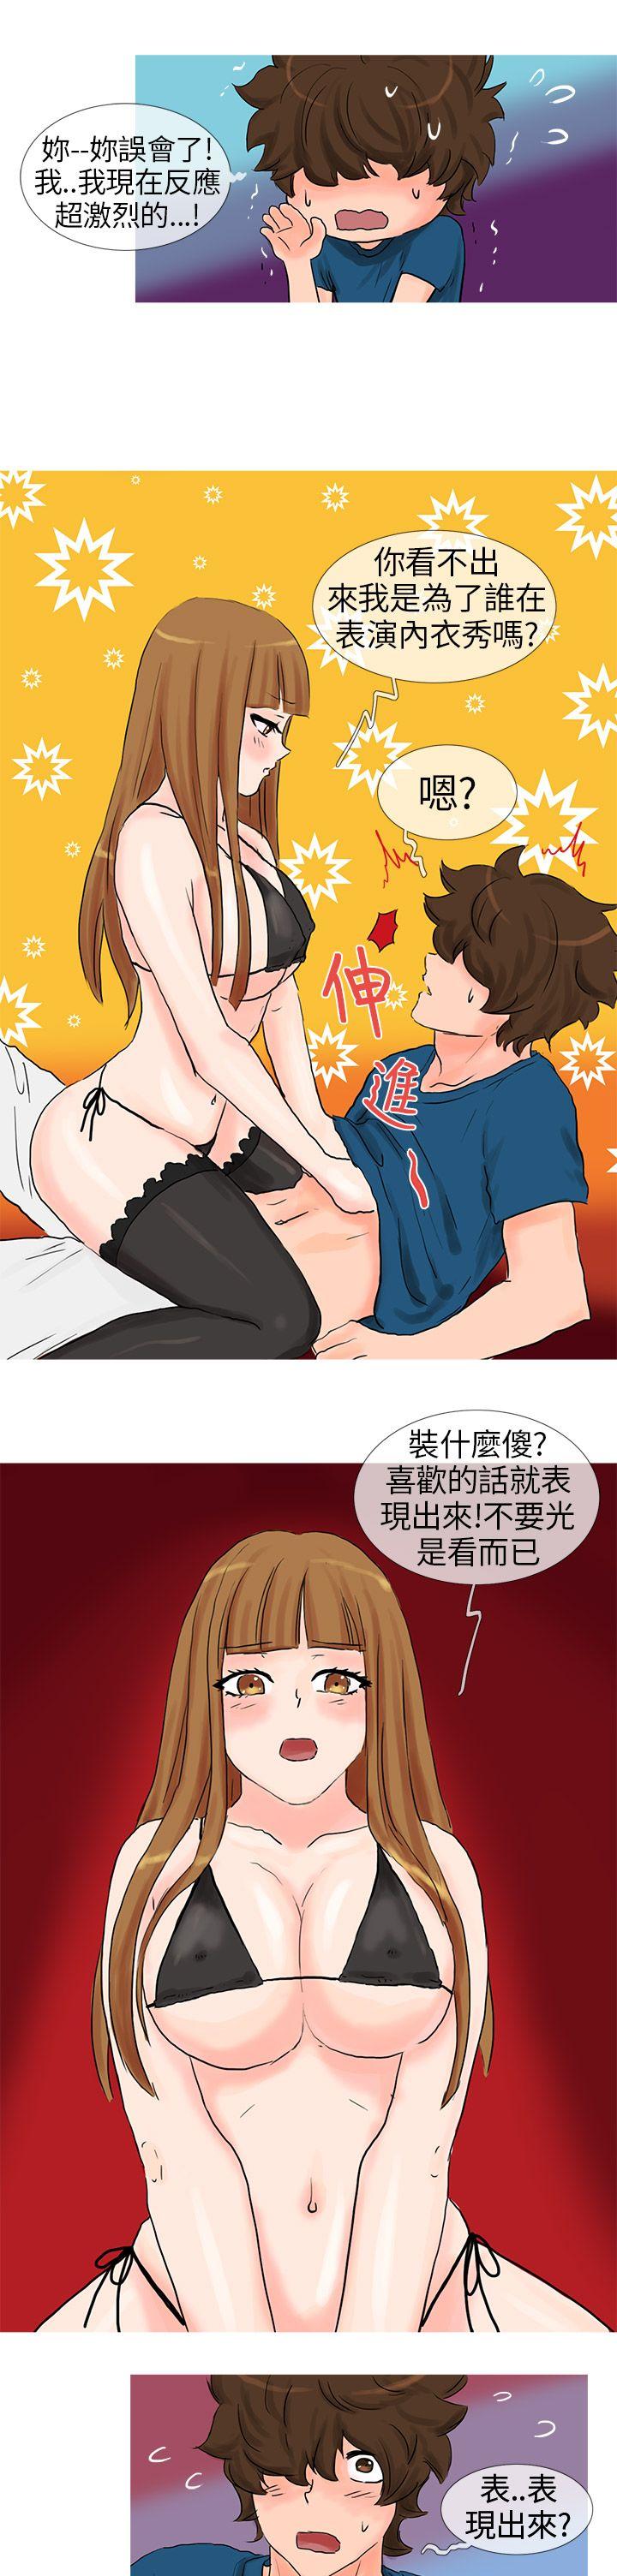 妳--妳誤會了!
我..我現在反應
超激烈的...!
你看不出
來我是為了誰在
表演內衣秀嗎?
嗯?
伸
進
裝什麼傻?
喜歡的話就表
現出來!不要光
是看而已
表..表
現出來?